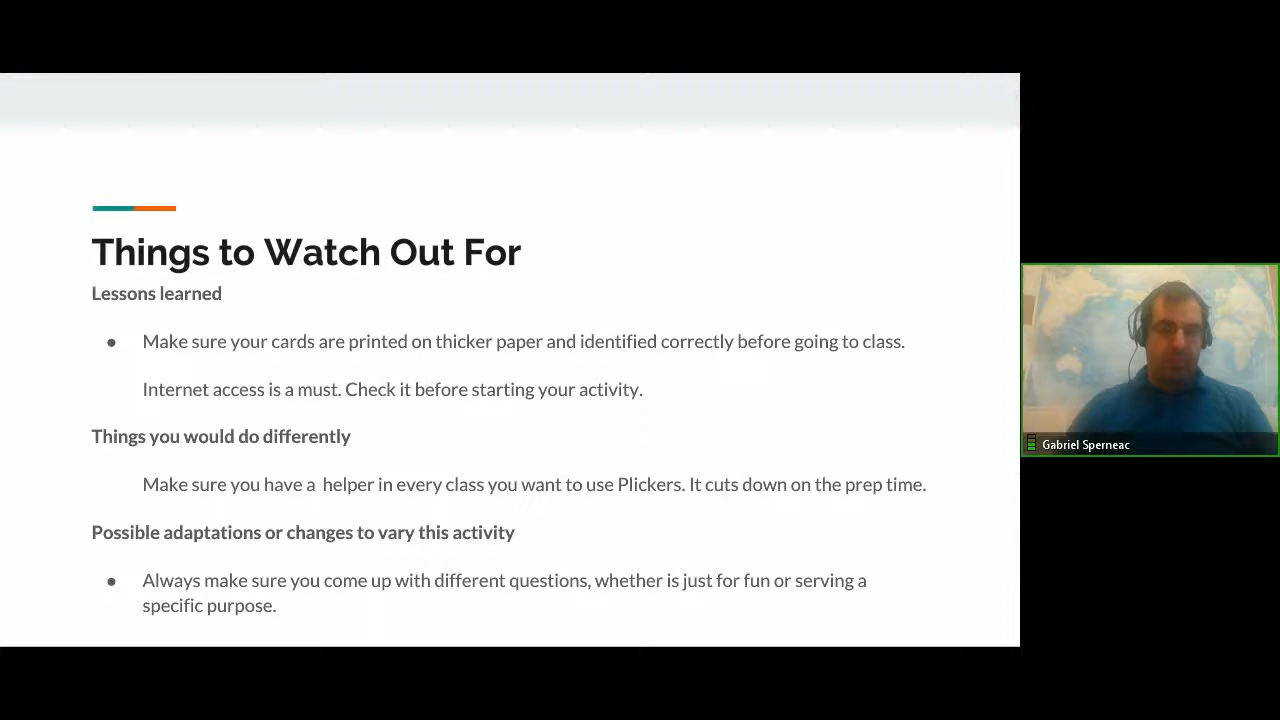 Things to Watch Out For
Lessons learned
● Make sure your cards are printed on thicker paper and identified correctly before going to class.
Internet access is a must. Check it before starting your activity.
Things you would do differently
Make sure you have a  helper in every class you want to use Plickers. It cuts down on the prep time.
Possible adaptations or changes to vary this activity
● Always make sure you come up with different questions, whether is just for fun or serving a
specific purpose.
Gabriel Sperneac